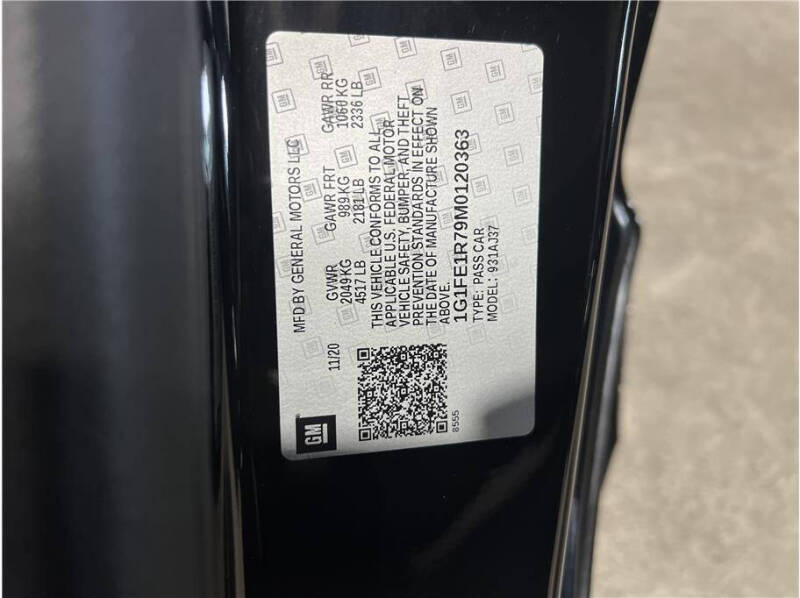 GM
MFD BY GENERAL MOTORS LLC
11/20
GVWR GAWR FRT GAWR RR
2049 KG 989 KG 1060 KG
4517 LB 2181 LB 2336 LB
THIS VEHICLE CONFORMS TO ALL
APPLICABLE U.S. FEDERAL MOTOR
VEHICLE SAFETY, BUMPER, AND THEFT
PREVENTION STANDARDS IN EFFECT ON
THE DATE OF MANUFACTURE SHOWN
ABOVE.
1G1FE1R79M0120363
TYPE: PASS CAR
MODEL: 931AJ37
8555